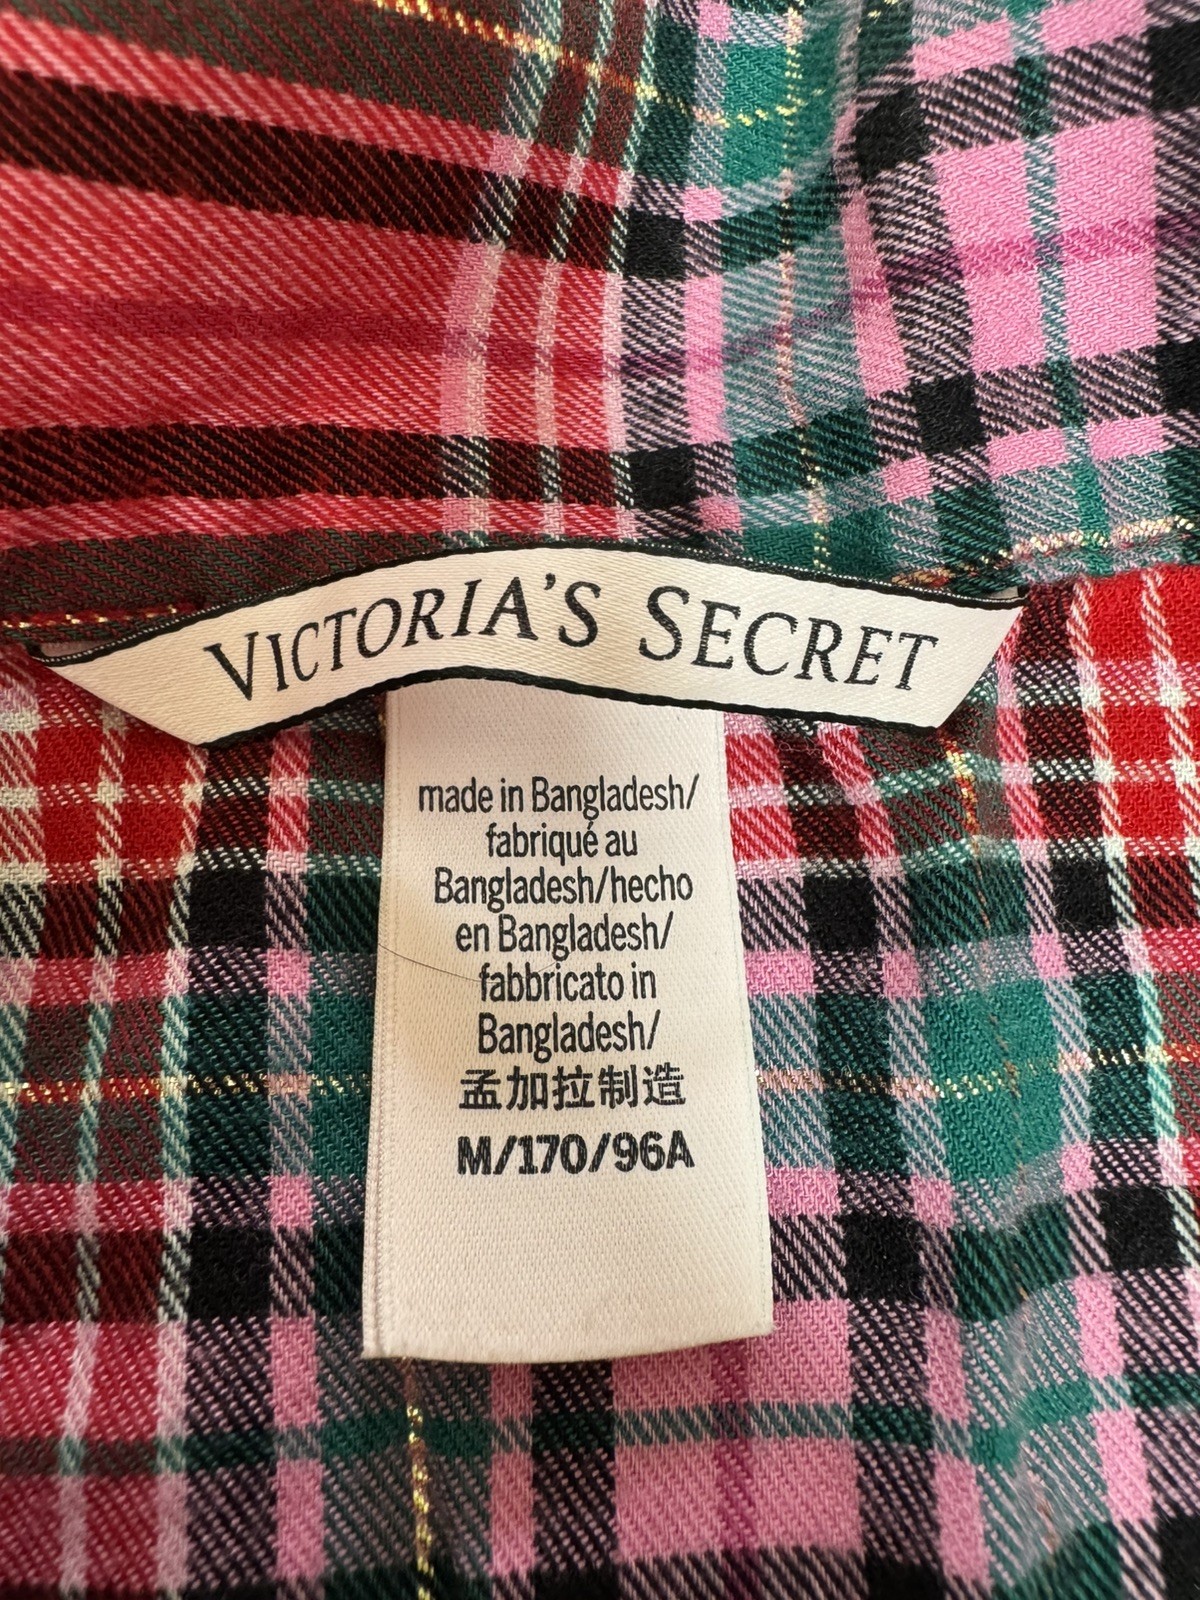 VICTORIA'S SECRET
made in Bangladesh/
fabriqué au
Bangladesh/hecho
en Bangladesh/
fabbricato in
Bangladesh/
孟加拉制造
M/170/96A